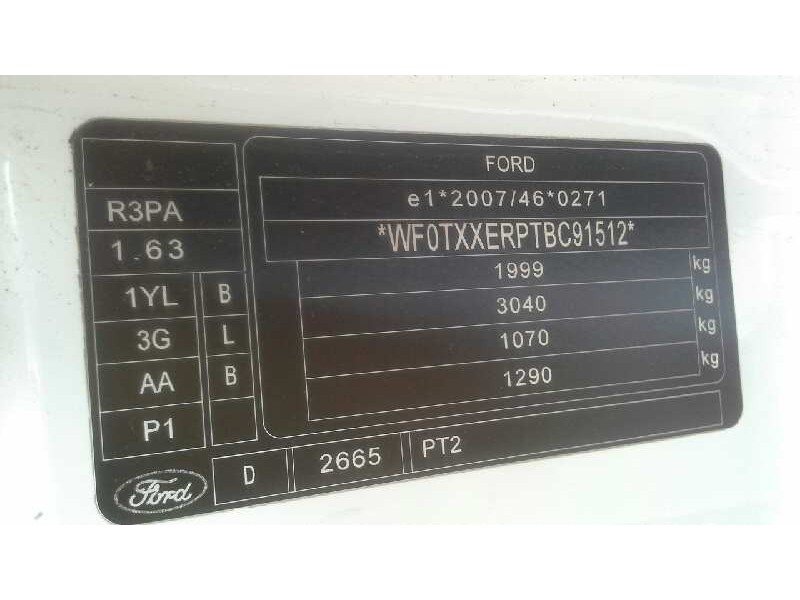 FORD
e1*2007/46*0271
*WF0TXXERPTBC91512*
1999 kg
3040 kg
1070 kg
1290 kg
R3PA
1.63
1YL B
3G L
AA B
P1
Ford D 2665 PT2